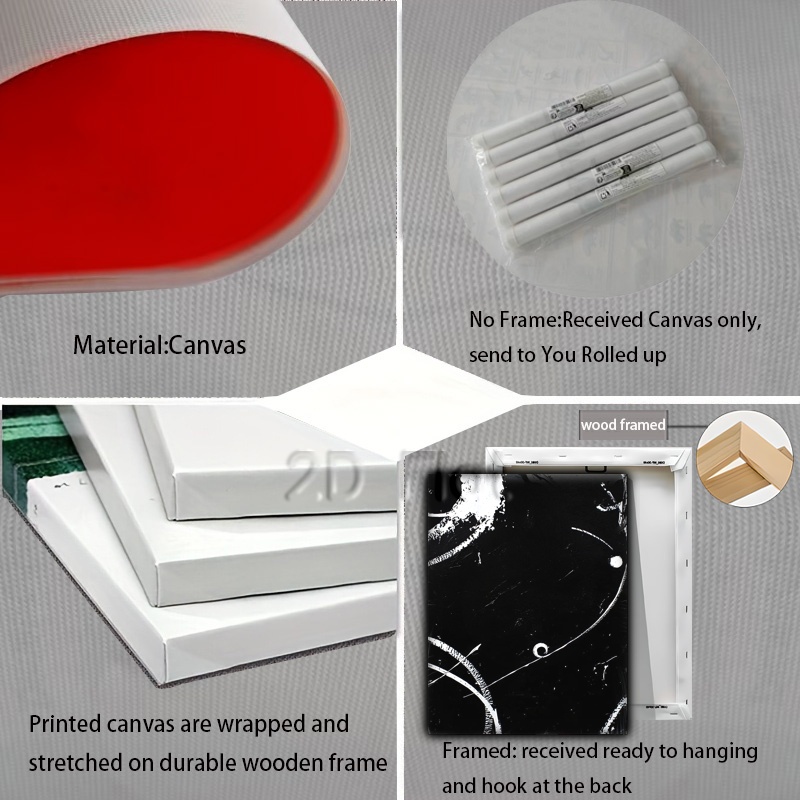 Material:Canvas
No Frame:Received Canvas only,
send to You Rolled up
wood framed
2D
Printed canvas are wrapped and
stretched on durable wooden frame
Framed: received ready to hanging
and hook at the back